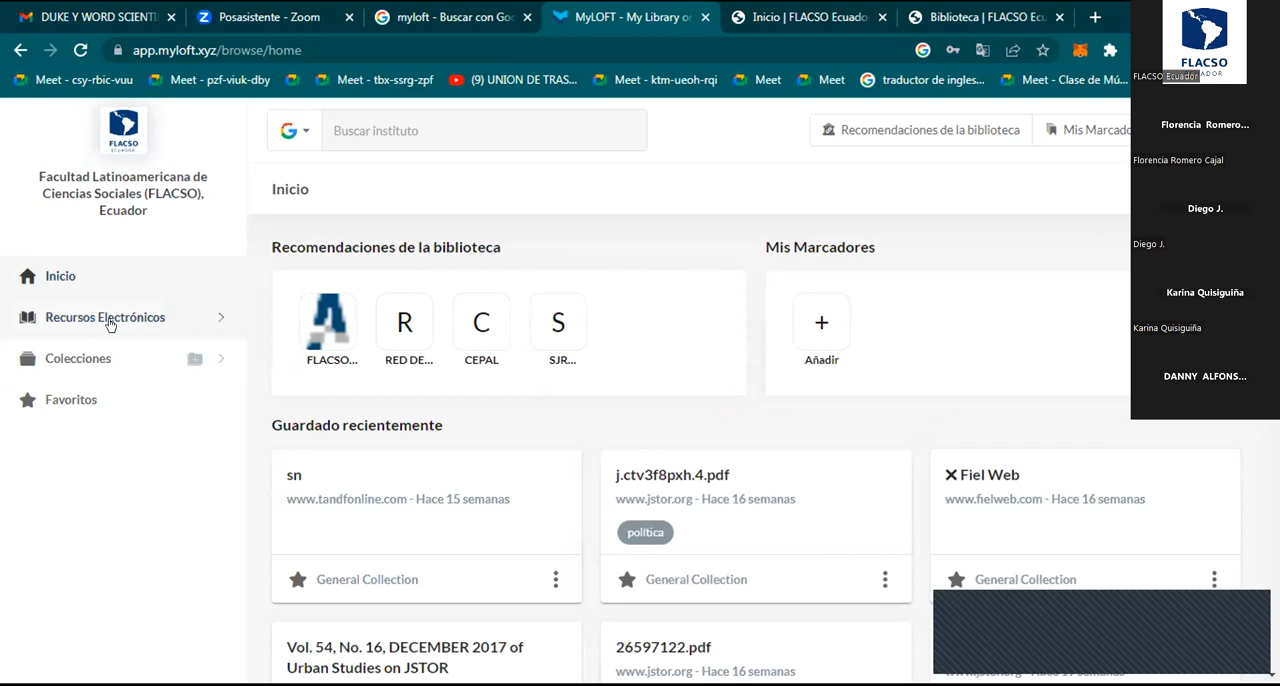 DUKE Y WORD SCIENTI
Posasistente - Zoom
myloft - Buscar con Goo
MyLOFT - My Library or
Inicio | FLACSO Ecuador
Biblioteca | FLACSO Ecu
app.myloft.xyz/browse/home
Meet - csy-rbic-vuu
Meet - pzf-viuk-dby
Meet - tbx-ssrg-zpf
(9) UNION DE TRAS...
Meet - ktm-ueoh-rqi
Meet
Meet
traductor de ingles...
Meet - Clase de Mú...
FLACSO
ECUADOR
Facultad Latinoamericana de
Ciencias Sociales (FLACSO),
Ecuador
Inicio
Recursos Electrónicos
Colecciones
Favoritos
Buscar instituto
Recomendaciones de la biblioteca
Mis Marcado
Inicio
Recomendaciones de la biblioteca
Mis Marcadores
R
C
S
+
FLACSO...
RED DE...
CEPAL
SJR...
Añadir
Guardado recientemente
sn
www.tandfonline.com - Hace 15 semanas
General Collection
j.ctv3f8pxh.4.pdf
www.jstor.org - Hace 16 semanas
política
General Collection
Fiel Web
www.fielweb.com - Hace 16 semanas
General Collection
Vol. 54, No. 16, DECEMBER 2017 of
Urban Studies on JSTOR
26597122.pdf
www.jstor.org - Hace 16 semanas
FLACSO
FLACSO Ecuador
Florencia Romero...
Florencia Romero Cajal
Diego J.
Diego J.
Karina Quisiguiña
Karina Quisiguiña
DANNY ALFONS...